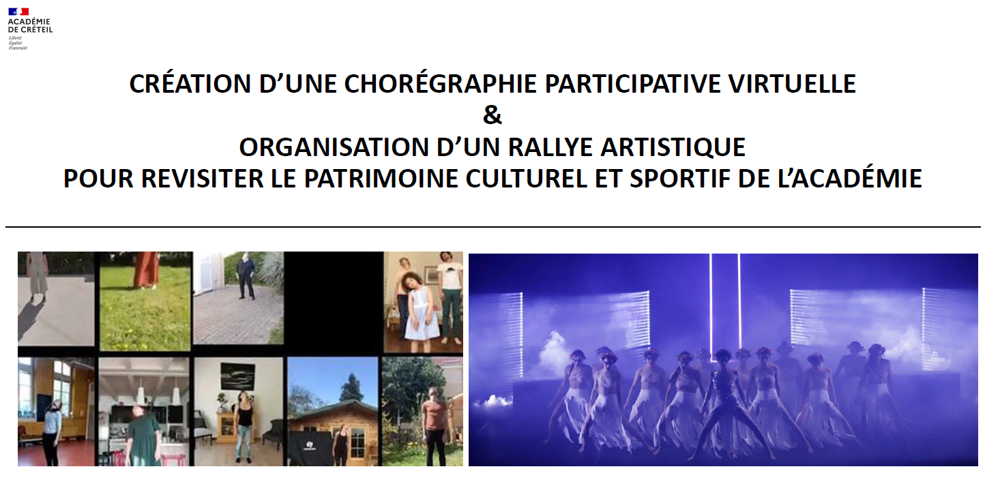 ACADÉMIE
DE CRÉTEIL
Liberté
Égalité
Fraternité
CRÉATION D’UNE CHORÉGRAPHIE PARTICIPATIVE VIRTUELLE
&
ORGANISATION D’UN RALLYE ARTISTIQUE
POUR REVISITER LE PATRIMOINE CULTUREL ET SPORTIF DE L’ACADÉMIE